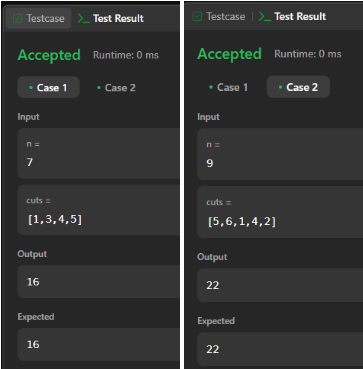 Testcase
Test Result
Accepted
Runtime: 0 ms
Case 1
Case 2
Input
n =
7
cuts =
[1,3,4,5]
Output
16
Expected
16
Testcase
Test Result
Accepted
Runtime: 0 ms
Case 1
Case 2
Input
n =
9
cuts =
[5,6,1,4,2]
Output
22
Expected
22